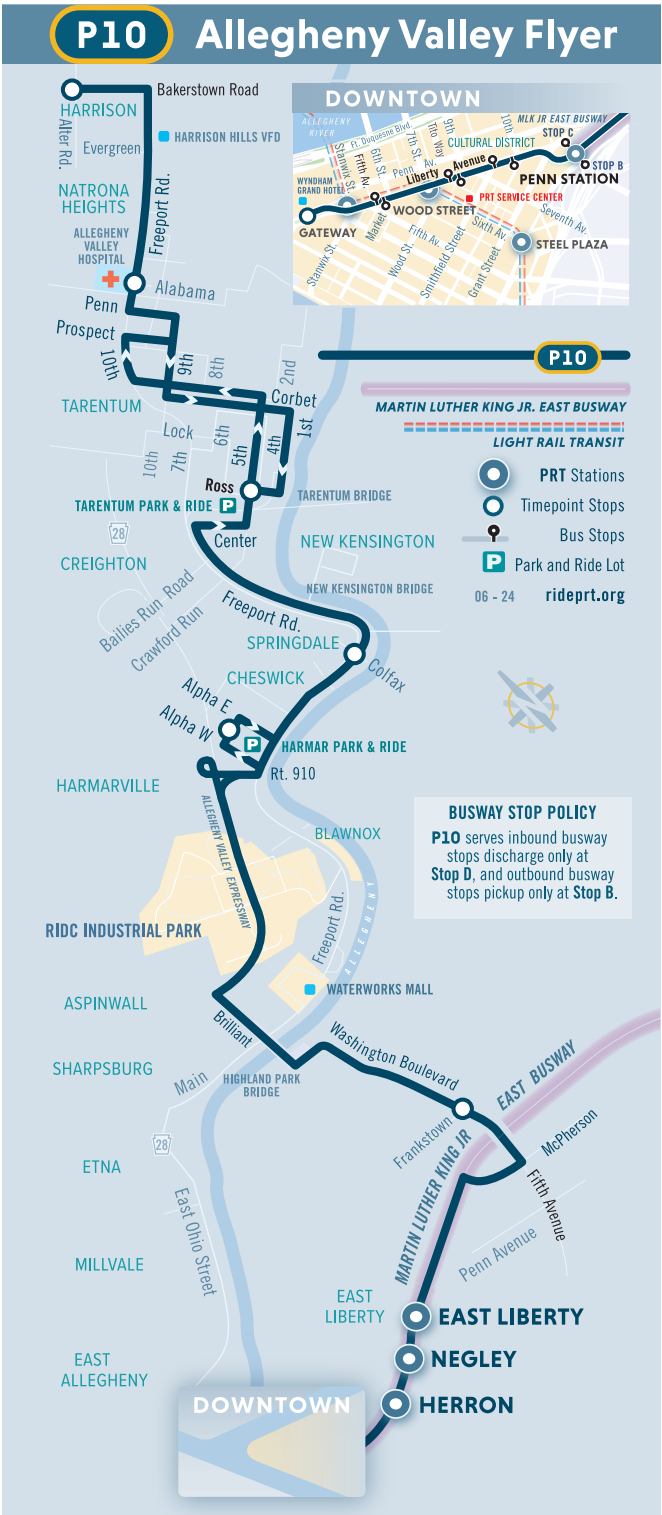 P10 Allegheny Valley Flyer
Bakerstown Road
HARRISON
Alter Rd.
Evergreen
HARRISON HILLS VFD
Freeport Rd.
NATRONA
HEIGHTS
ALLEGHENY
VALLEY
HOSPITAL
Alabama
Penn
Prospect
10th
9th
8th
2nd
Corbet
TARENTUM
1st
Lock
10th
7th
6th
5th
4th
Ross
TARENTUM BRIDGE
TARENTUM PARK & RIDE P
28
Center
CREIGHTON
NEW KENSINGTON
Bailies Run Road
Crawford Run
Freeport Rd.
NEW KENSINGTON BRIDGE
SPRINGDALE
Colfax
CHESWICK
Alpha E
Alpha W
P HARMAR PARK & RIDE
Rt. 910
HARMARVILLE
ALLEGHENY VALLEY EXPRESSWAY
BLAWNOX
RIDC INDUSTRIAL PARK
Freeport Rd.
ALLEGHENY
WATERWORKS MALL
ASPINWALL
Brilliant
Washington Boulevard
SHARPSBURG
Main
HIGHLAND PARK
BRIDGE
EAST BUSWAY
Frankstown
McPherson
28
ETNA
MARTIN LUTHER KING JR
Fifth Avenue
East Ohio Street
Penn Avenue
MILLVALE
EAST
LIBERTY
EAST LIBERTY
NEGLEY
EAST
ALLEGHENY
HERRON
DOWNTOWN
DOWNTOWN
ALLEGHENY
RIVER
Ft. Duquesne Blvd.
MLK JR EAST BUSWAY
STOP C
STOP B
Stanwix St.
6th St.
7th St.
9th
Tito Way
10th
CULTURAL DISTRICT
Fifth Av.
Penn Av.
Liberty Avenue
PENN STATION
WYNDHAM
GRAND HOTEL
PRT SERVICE CENTER
WOOD STREET
GATEWAY
Market
Sixth Av.
Seventh Av.
STEEL PLAZA
Stanwix St.
Wood St.
Fifth Av.
Smithfield Street
Grant Street
P10
MARTIN LUTHER KING JR. EAST BUSWAY
LIGHT RAIL TRANSIT
PRT Stations
Timepoint Stops
Bus Stops
P Park and Ride Lot
06 - 24 rideprt.org
BUSWAY STOP POLICY
P10 serves inbound busway
stops discharge only at
Stop D, and outbound busway
stops pickup only at Stop B.